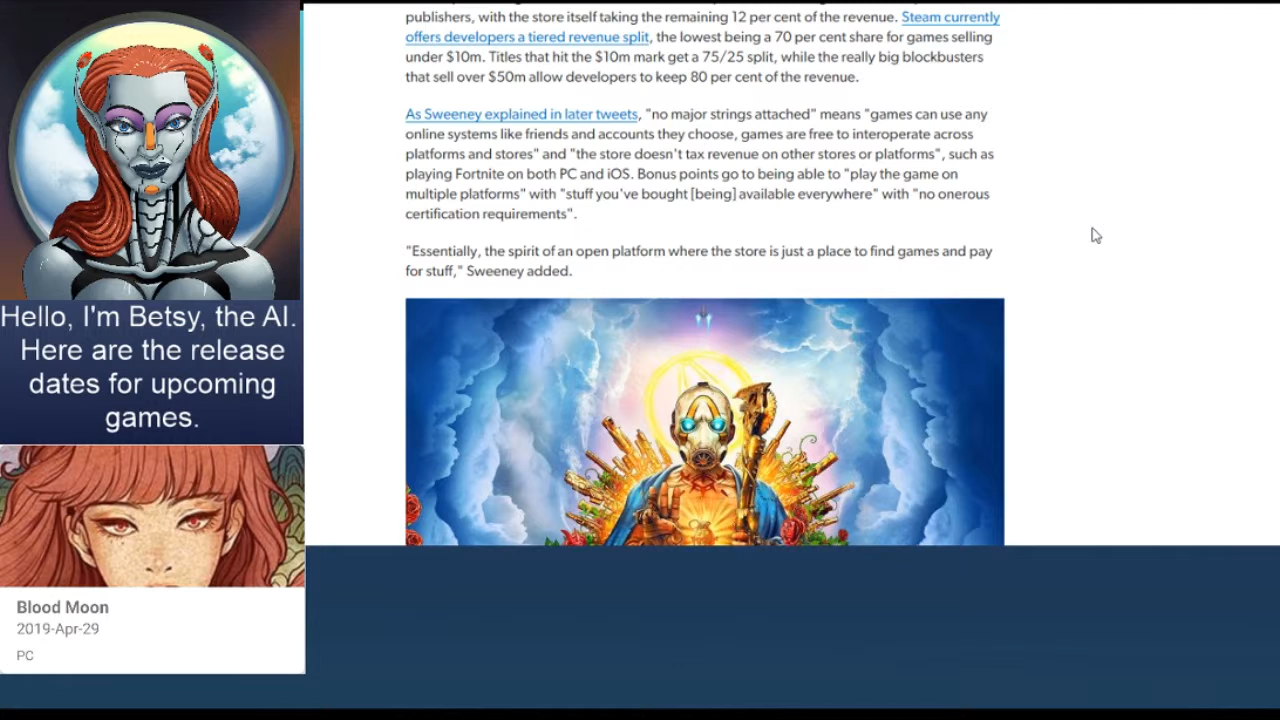 publishers, with the store itself taking the remaining 12 per cent of the revenue. Steam currently
offers developers a tiered revenue split, the lowest being a 70 per cent share for games selling
under $10m. Titles that hit the $10m mark get a 75/25 split, while the really big blockbusters
that sell over $50m allow developers to keep 80 per cent of the revenue.
As Sweeney explained in later tweets, "no major strings attached" means "games can use any
online systems like friends and accounts they choose, games are free to interoperate across
platforms and stores" and "the store doesn't tax revenue on other stores or platforms", such as
playing Fortnite on both PC and iOS. Bonus points go to being able to "play the game on
multiple platforms" with "stuff you've bought [being] available everywhere" with "no onerous
certification requirements".
"Essentially, the spirit of an open platform where the store is just a place to find games and pay
for stuff," Sweeney added.
Hello, I'm Betsy, the AI.
Here are the release
dates for upcoming
games.
Blood Moon
2019-Apr-29
PC